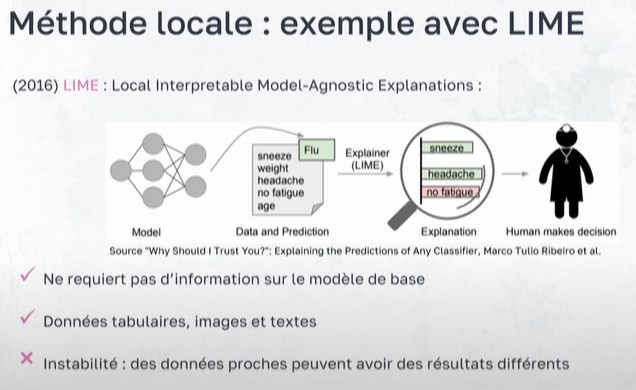 Méthode locale : exemple avec LIME
(2016) LIME : Local Interpretable Model-Agnostic Explanations :
sneeze
weight
headache
no fatigue
age
Flu
Explainer
(LIME)
sneeze
headache
no fatigue
Model
Data and Prediction
Explanation
Human makes decision
Source "Why Should I Trust You?": Explaining the Predictions of Any Classifier, Marco Tulio Ribeiro et al.
✓ Ne requiert pas d'information sur le modèle de base
✓ Données tabulaires, images et textes
✕ Instabilité : des données proches peuvent avoir des résultats différents